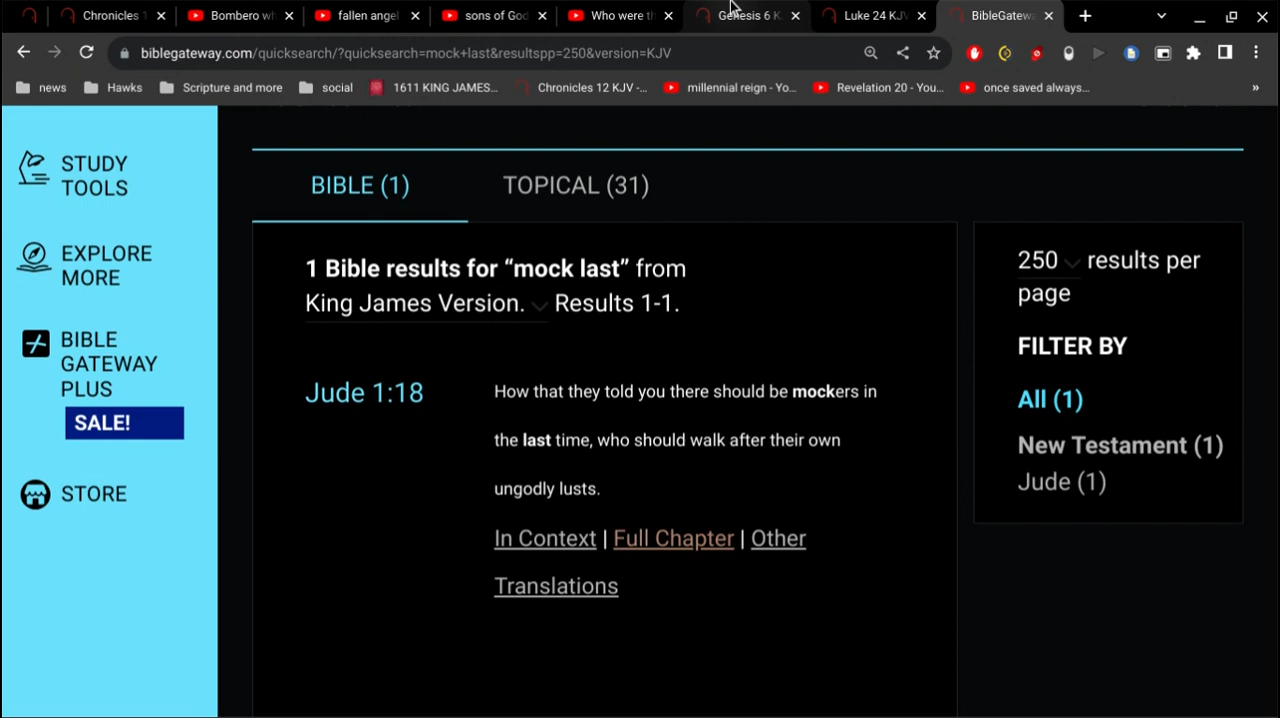 Chronicles 1
Bombero wh
fallen angel
sons of God
Who were th
Genesis 6 K
Luke 24 KJV
BibleGatewa
biblegateway.com/quicksearch/?quicksearch=mock+last&resultspp=250&version=KJV
news
Hawks
Scripture and more
social
1611 KING JAMES...
Chronicles 12 KJV -...
millennial reign - Yo...
Revelation 20 - You...
once saved always...
»
STUDY
TOOLS
EXPLORE
MORE
BIBLE
GATEWAY
PLUS
SALE!
STORE
BIBLE (1)
TOPICAL (31)
1 Bible results for “mock last” from
King James Version. Results 1-1.
Jude 1:18
How that they told you there should be mockers in
the last time, who should walk after their own
ungodly lusts.
In Context | Full Chapter | Other
Translations
250 results per
page
FILTER BY
All (1)
New Testament (1)
Jude (1)